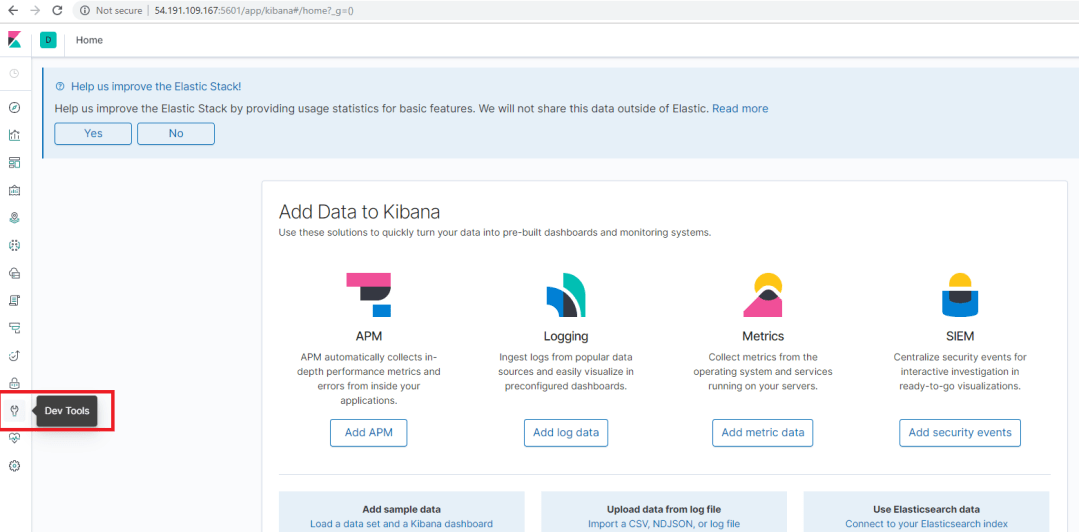 Not secure | 54.191.109.167:5601/app/kibana#/home?_g=()
D Home
Help us improve the Elastic Stack!
Help us improve the Elastic Stack by providing usage statistics for basic features. We will not share this data outside of Elastic. Read more
Yes No
Add Data to Kibana
Use these solutions to quickly turn your data into pre-built dashboards and monitoring systems.
APM
APM automatically collects in-
depth performance metrics and
errors from inside your
applications.
Add APM
Logging
Ingest logs from popular data
sources and easily visualize in
preconfigured dashboards.
Add log data
Metrics
Collect metrics from the
operating system and services
running on your servers.
Add metric data
SIEM
Centralize security events for
interactive investigation in
ready-to-go visualizations.
Add security events
Dev Tools
Add sample data
Load a data set and a Kibana dashboard
Upload data from log file
Import a CSV, NDJSON, or log file
Use Elasticsearch data
Connect to your Elasticsearch index